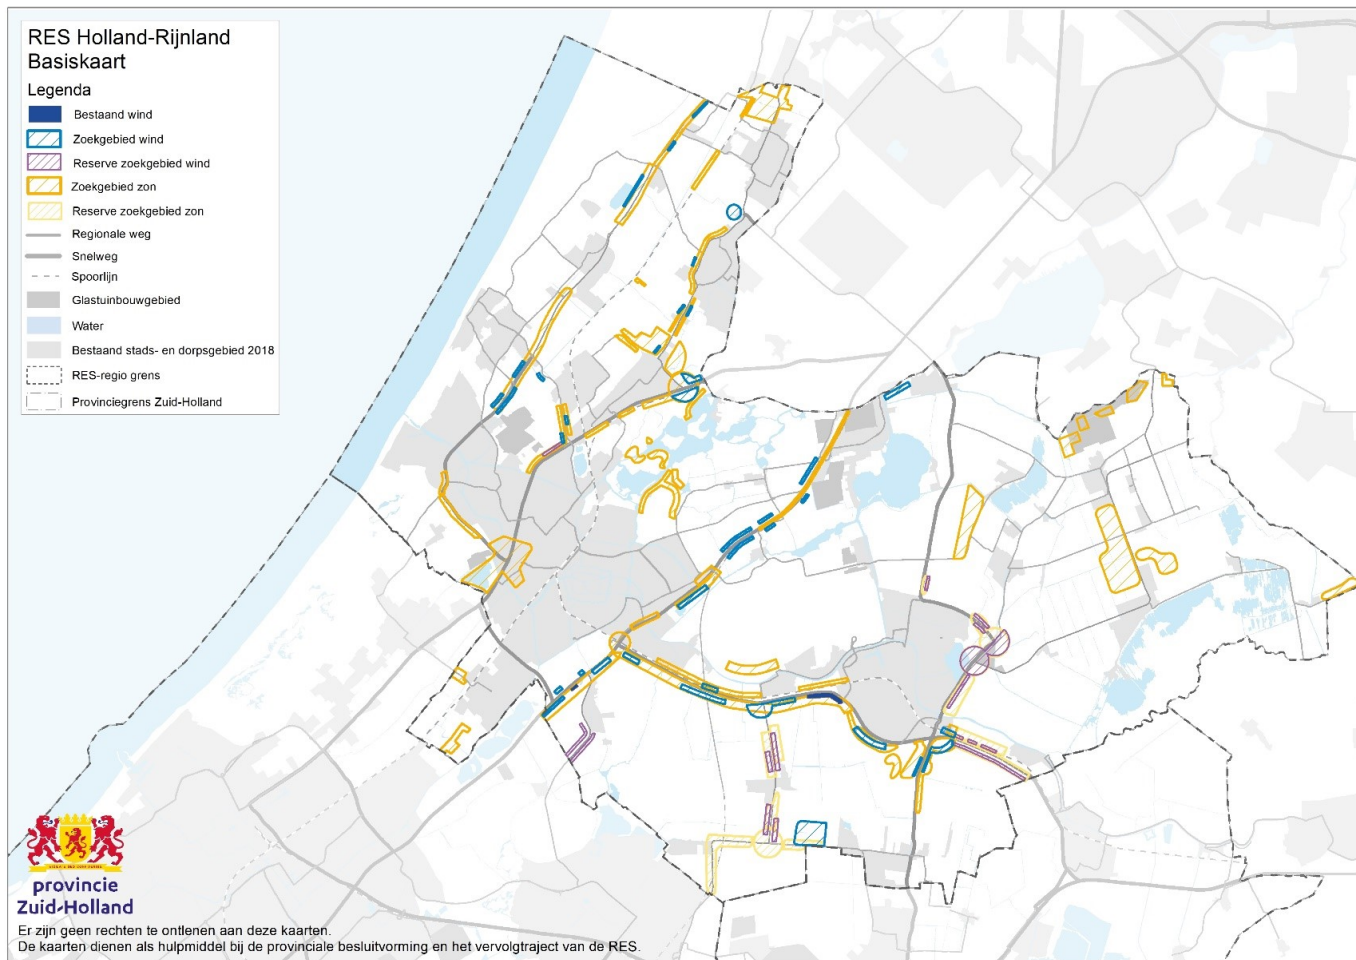 RES Holland-Rijnland
Basiskaart
Legenda
Bestaand wind
Zoekgebied wind
Reserve zoekgebied wind
Zoekgebied zon
Reserve zoekgebied zon
Regionale weg
Snelweg
Spoorlijn
Glastuinbouwgebied
Water
Bestaand stads- en dorpsgebied 2018
RES-regio grens
Provinciegrens Zuid-Holland
provincie
Zuid-Holland
Er zijn geen rechten te ontlenen aan deze kaarten.
De kaarten dienen als hulpmiddel bij de provinciale besluitvorming en het vervolgtraject van de RES.